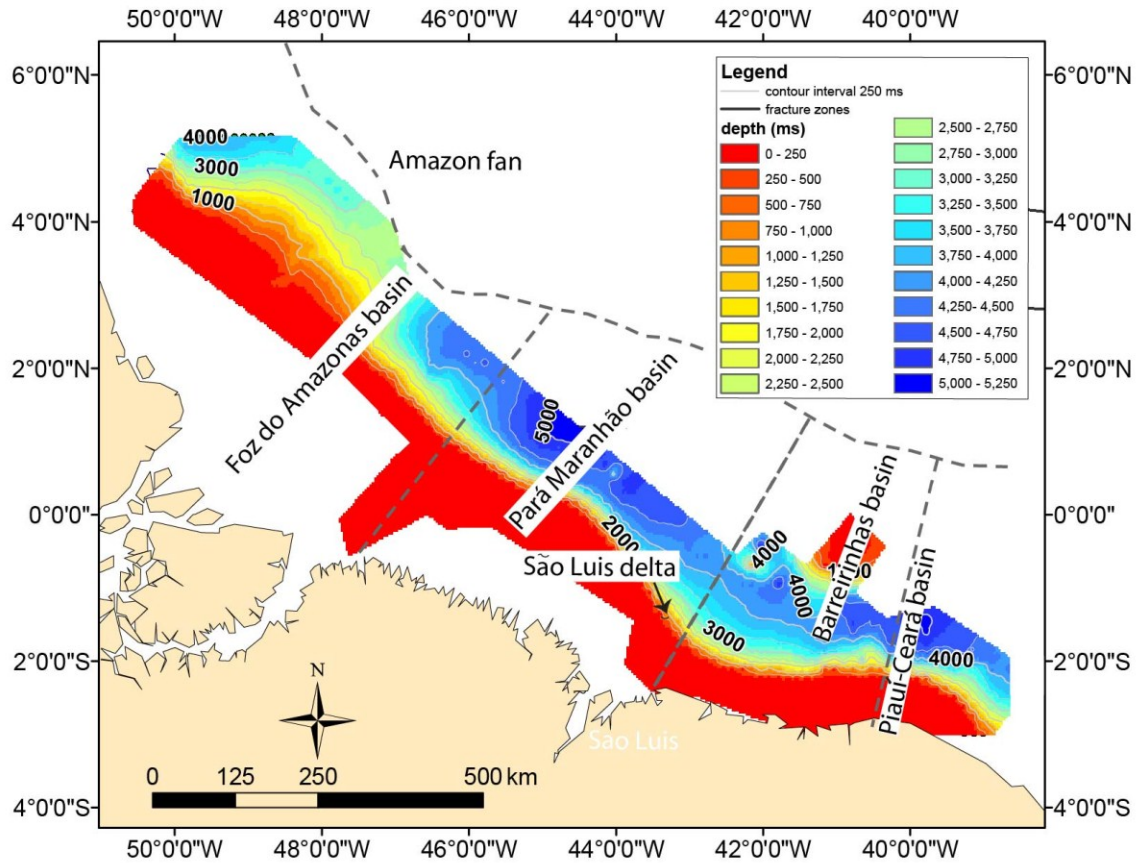 50°0'0"W
48°0'0"W
46°0'0"W
44°0'0"W
42°0'0"W
40°0'0"W
6°0'0"N
6°0'0"N
Legend
contour interval 250 ms
fracture zones
depth (ms)
0 - 250
250 - 500
500 - 750
750 - 1,000
1,000 - 1,250
1,250 - 1,500
1,500 - 1,750
1,750 - 2,000
2,000 - 2,250
2,250 - 2,500
2,500 - 2,750
2,750 - 3,000
3,000 - 3,250
3,250 - 3,500
3,500 - 3,750
3,750 - 4,000
4,000 - 4,250
4,250 - 4,500
4,500 - 4,750
4,750 - 5,000
5,000 - 5,250
4000
3000
1000
Amazon fan
4°0'0"N
4°0'0"N
2°0'0"N
2°0'0"N
Foz do Amazonas basin
5000
Pará Maranhão basin
0°0'0"
0°0'0"
2000
São Luis delta
4000
4000
Barreirinhas basin
3000
Piauí-Ceará basin
4000
2°0'0"S
2°0'0"S
N
São Luis
0
125
250
500 km
4°0'0"S
4°0'0"S
50°0'0"W
48°0'0"W
46°0'0"W
44°0'0"W
42°0'0"W
40°0'0"W